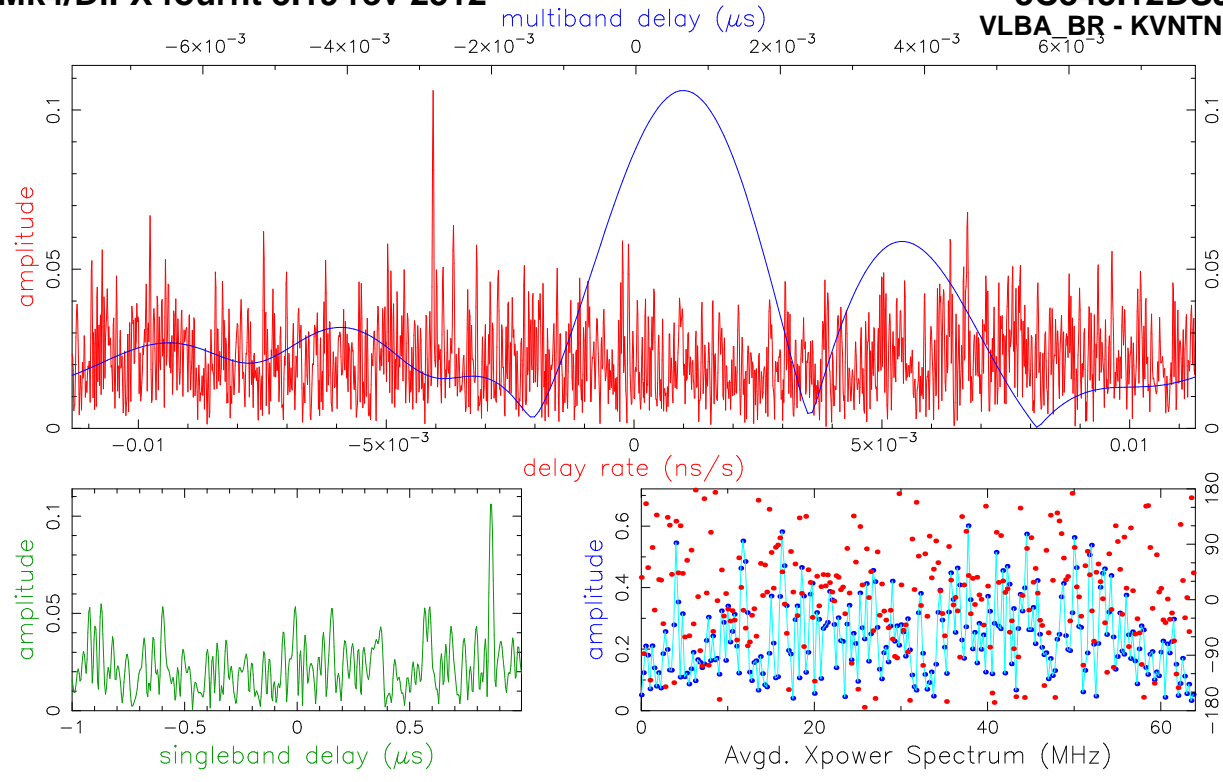 multiband delay (μs)
VLBA_BR - KVNTN
−6×10⁻³ −4×10⁻³ −2×10⁻³ 0 2×10⁻³ 4×10⁻³ 6×10⁻³
amplitude
0 0.05 0.1
0 0.05 0.1
−0.01 −5×10⁻³ 0 5×10⁻³ 0.01
delay rate (ns/s)
amplitude
0 0.05 0.1
−1 −0.5 0 0.5
singleband delay (μs)
amplitude
0 0.2 0.4 0.6
−180 −90 0 90 180
0 20 40 60
Avgd. Xpower Spectrum (MHz)